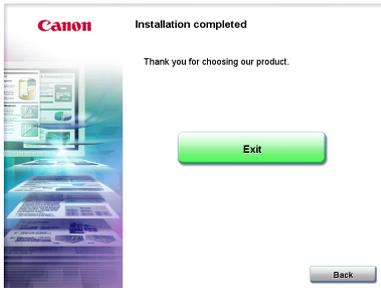 Canon
Installation completed
Thank you for choosing our product.
Exit
Back